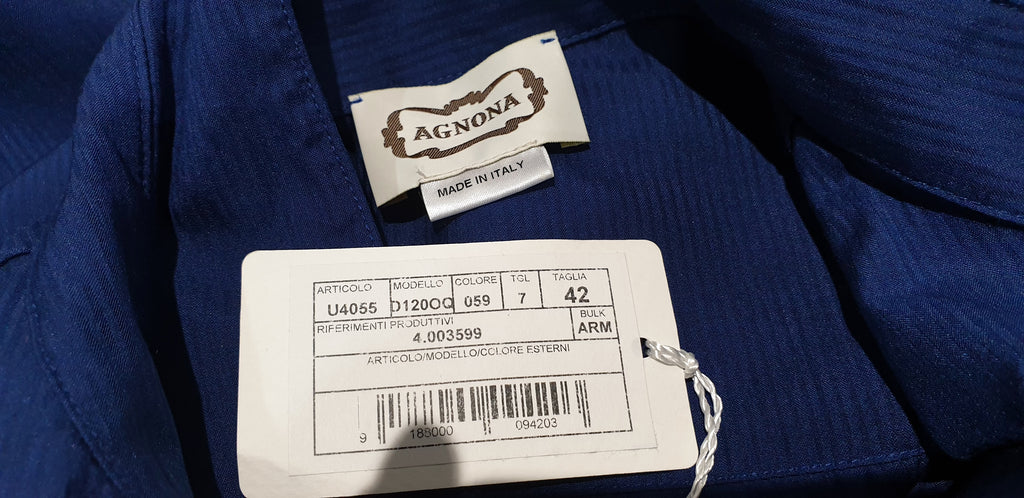 AGNONA
MADE IN ITALY
ARTICOLO MODELLO COLORE TGL TAGLIA
U4055 D120OQ 059 7 42
RIFERIMENTI PRODUTTIVI BULK
4.003599 ARM
ARTICOLO/MODELLO/COLORE ESTERNI
9 188000 094203